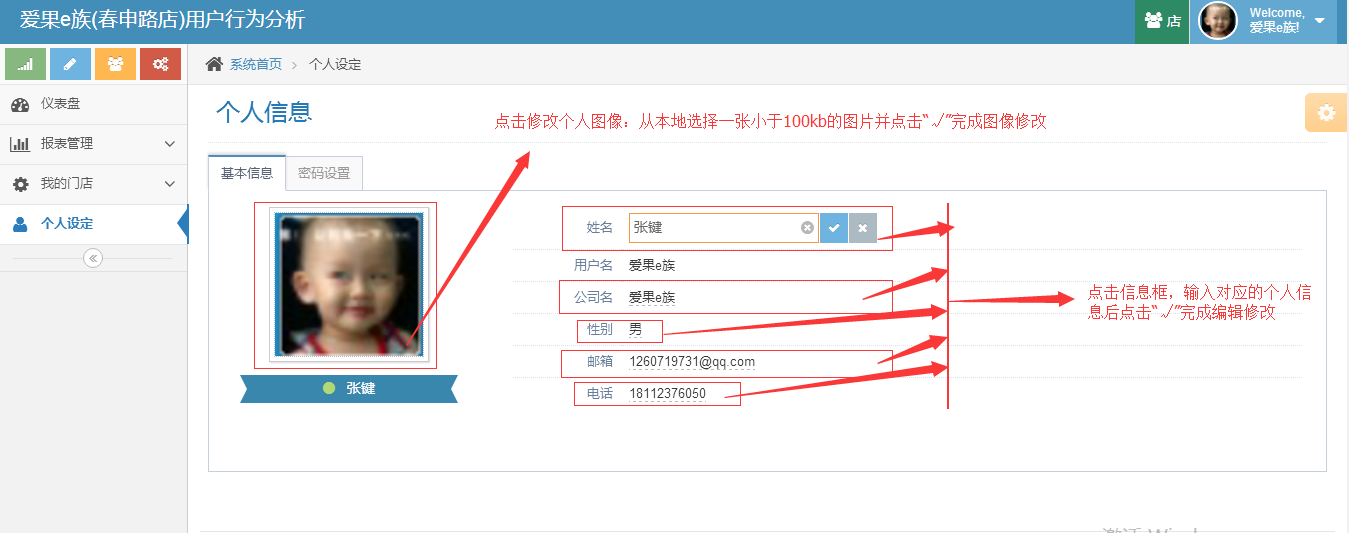 爱果e族(春申路店)用户行为分析
店
Welcome,
爱果e族!
系统首页 > 个人设定
仪表盘
报表管理
我的门店
个人设定
个人信息
点击修改个人图像：从本地选择一张小于100kb的图片并点击“√”完成图像修改
基本信息 密码设置
姓名 张键
用户名 爱果e族
公司名 爱果e族
性别 男
邮箱 1260719731@qq.com
电话 18112376050
点击信息框，输入对应的个人信
息后点击“√”完成编辑修改
张键